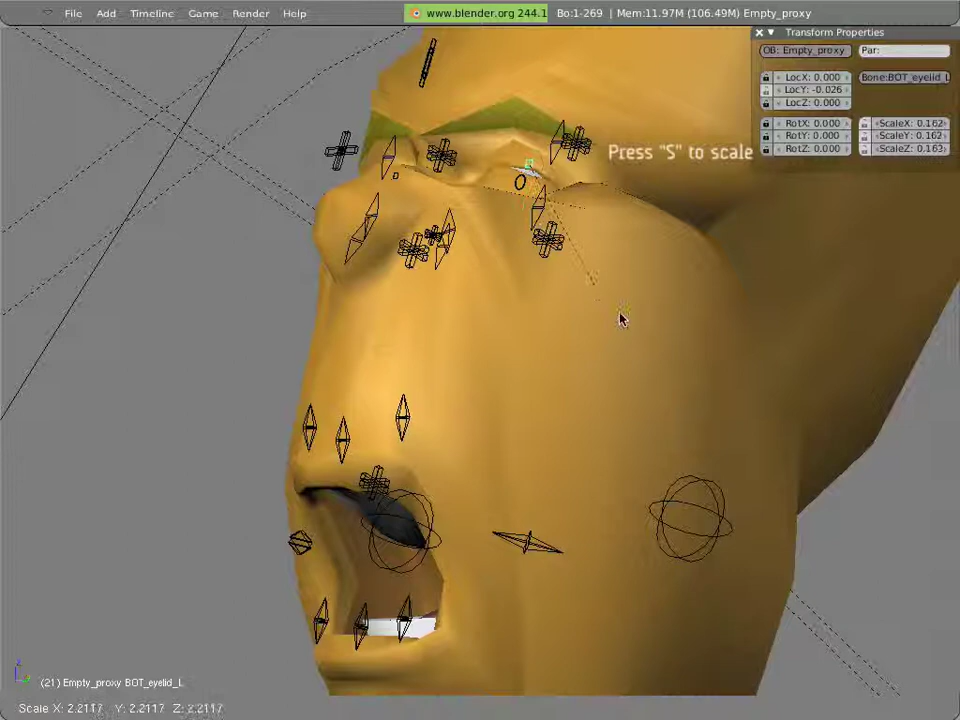 File Add Timeline Game Render Help www.blender.org 244.1 Bo:1-269 | Mem:11.97M (106.49M) Empty_proxy
Transform Properties
OB: Empty_proxy Par:
LocX: 0.000 Bone:BOT_eyelid_L
LocY: -0.026
LocZ: 0.000
RotX: 0.000 ScaleX: 0.162
RotY: 0.000 ScaleY: 0.162
RotZ: 0.000 ScaleZ: 0.163
Press "S" to scale
(21) Empty_proxy BOT_eyelid_L
Scale X: 2.2117 Y: 2.2117 Z: 2.2117